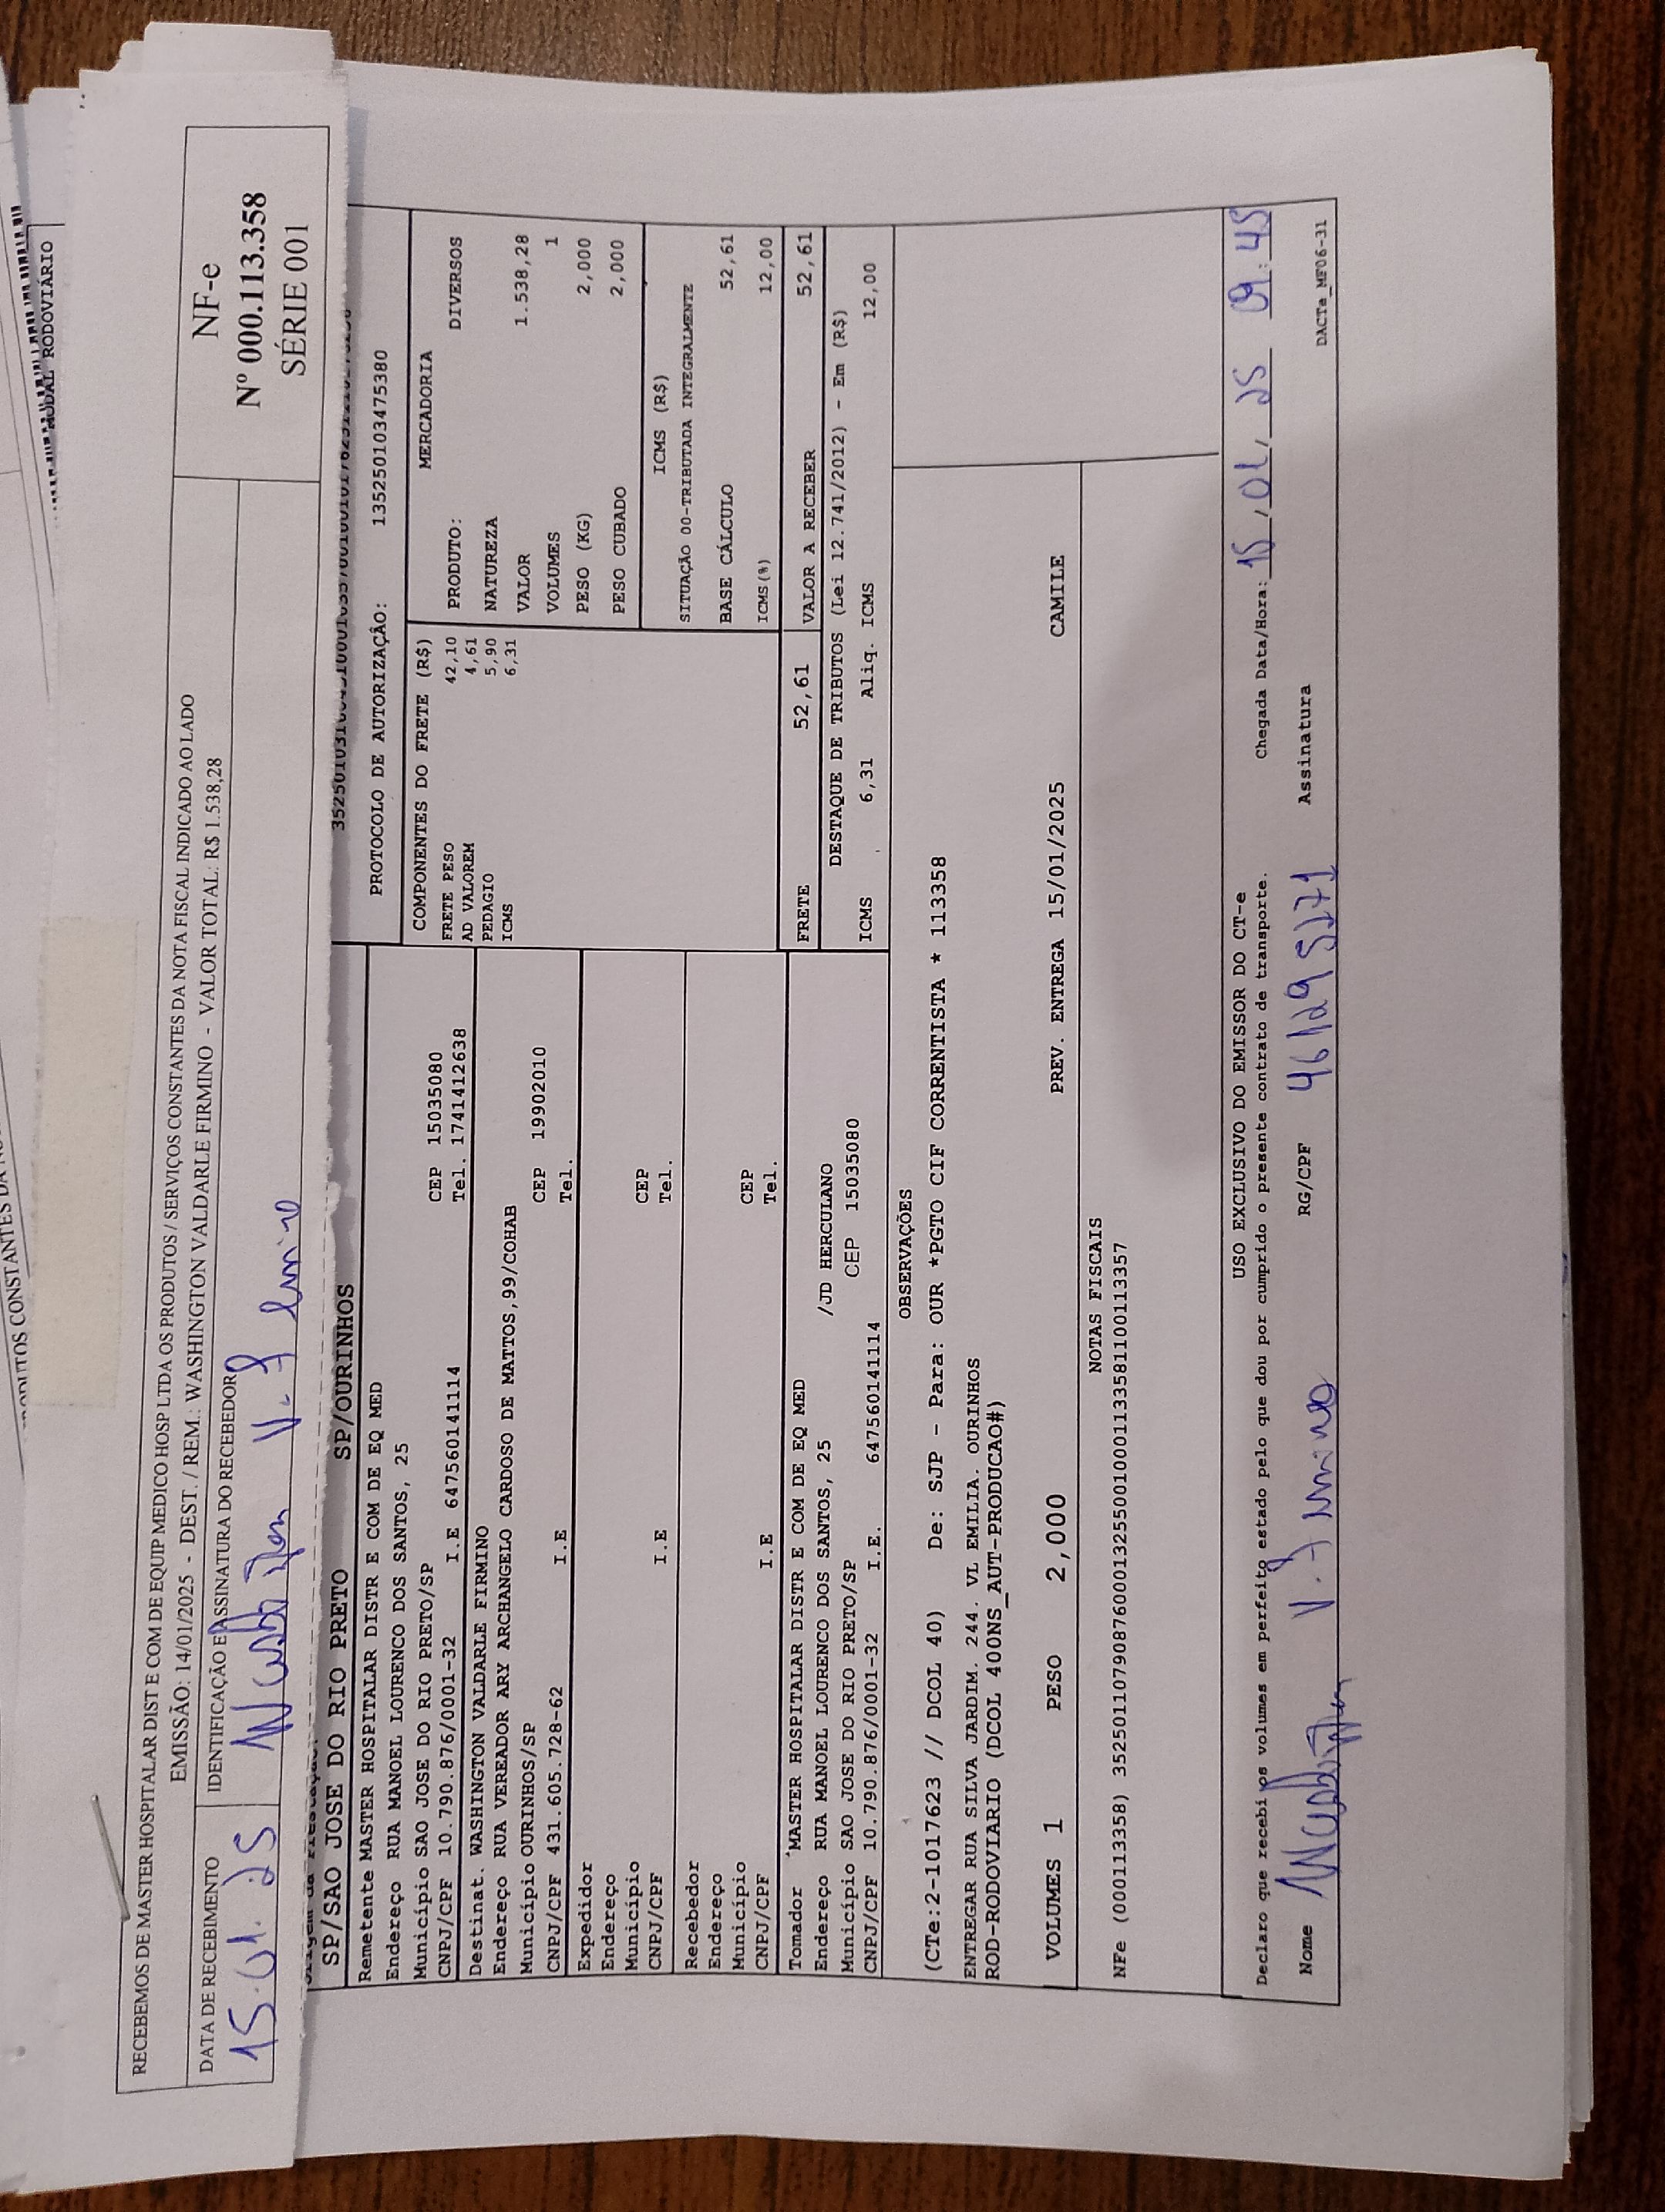 MODAL RODOVIÁRIO
RECEBEMOS DE MASTER HOSPITALAR DIST E COM DE EQUIP MEDICO HOSP LTDA OS PRODUTOS / SERVIÇOS CONSTANTES DA NOTA FISCAL INDICADO AO LADO
EMISSÃO: 14/01/2025 - DEST. / REM.: WASHINGTON VALDARLE FIRMINO - VALOR TOTAL: R$ 1.538,28
NF-e
Nº 000.113.358
SÉRIE 001
DATA DE RECEBIMENTO
15.01.25
IDENTIFICAÇÃO E ASSINATURA DO RECEBEDOR
SP/SAO JOSE DO RIO PRETO SP/OURINHOS
Remetente MASTER HOSPITALAR DISTR E COM DE EQ MED
Endereço RUA MANOEL LOURENCO DOS SANTOS, 25
Município SAO JOSE DO RIO PRETO/SP CEP 15035080
CNPJ/CPF 10.790.876/0001-32 I.E 647560141114 Tel. 1741412638
Destinat. WASHINGTON VALDARLE FIRMINO
Endereço RUA VEREADOR ARY ARCHANGELO CARDOSO DE MATTOS,99/COHAB
Município OURINHOS/SP CEP 19902010
CNPJ/CPF 431.605.728-62 I.E Tel.
Expedidor
Endereço
Município CEP
CNPJ/CPF I.E Tel.
Recebedor
Endereço
Município CEP
CNPJ/CPF I.E Tel.
Tomador MASTER HOSPITALAR DISTR E COM DE EQ MED
Endereço RUA MANOEL LOURENCO DOS SANTOS, 25 /JD HERCULANO
Município SAO JOSE DO RIO PRETO/SP CEP 15035080
CNPJ/CPF 10.790.876/0001-32 I.E. 647560141114
PROTOCOLO DE AUTORIZAÇÃO: 135250103475380
COMPONENTES DO FRETE (R$)
FRETE PESO 42,10
AD VALOREM 4,61
PEDAGIO 5,90
ICMS 6,31
MERCADORIA
PRODUTO: DIVERSOS
NATUREZA
VALOR 1.538,28
VOLUMES 1
PESO (KG) 2,000
PESO CUBADO 2,000
ICMS (R$)
SITUAÇÃO 00-TRIBUTADA INTEGRALMENTE
BASE CÁLCULO 52,61
ICMS(%) 12,00
FRETE 52,61 VALOR A RECEBER 52,61
DESTAQUE DE TRIBUTOS (Lei 12.741/2012) - Em (R$)
ICMS 6,31 Aliq. ICMS 12,00
OBSERVAÇÕES
(CTe:2-1017623 // DCOL 40) De: SJP - Para: OUR *PGTO CIF CORRENTISTA * 113358
ENTREGAR RUA SILVA JARDIM. 244. VL EMILIA. OURINHOS
ROD-RODOVIARIO (DCOL 400NS_AUT-PRODUCAO#)
VOLUMES 1 PESO 2,000 PREV. ENTREGA 15/01/2025 CAMILE
NOTAS FISCAIS
NFe (000113358) 35250110790876000132550010001133581100113357
USO EXCLUSIVO DO EMISSOR DO CT-e
Declaro que recebi os volumes em perfeito estado pelo que dou por cumprido o presente contrato de transporte. Chegada Data/Hora: 15/01/25 09:45
Nome RG/CPF Assinatura
DACTa_MF06-31